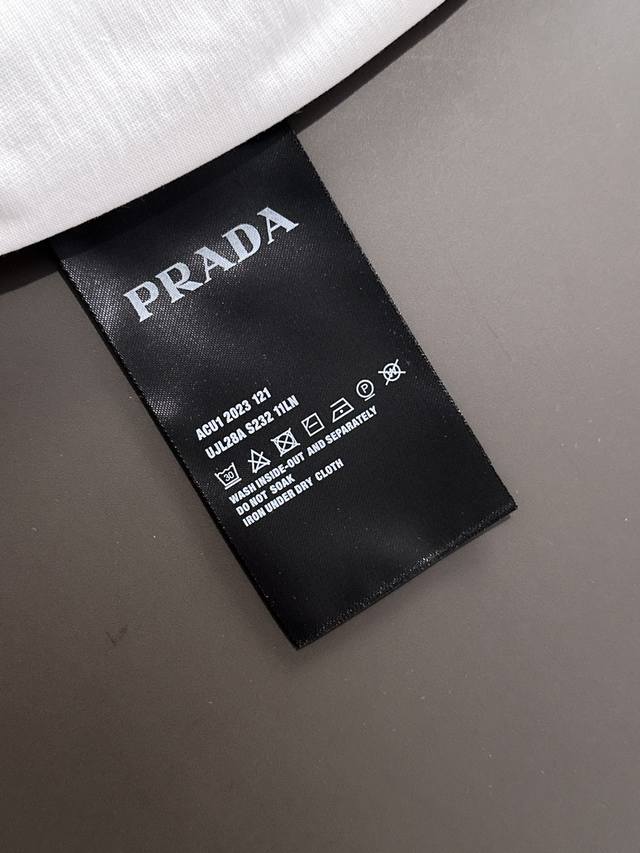 PRADA
ACU1 2023 121
UJL28A S232 11LN
30 P W
WASH INSIDE-OUT AND SEPARATELY
DO NOT SOAK
IRON UNDER DRY CLOTH